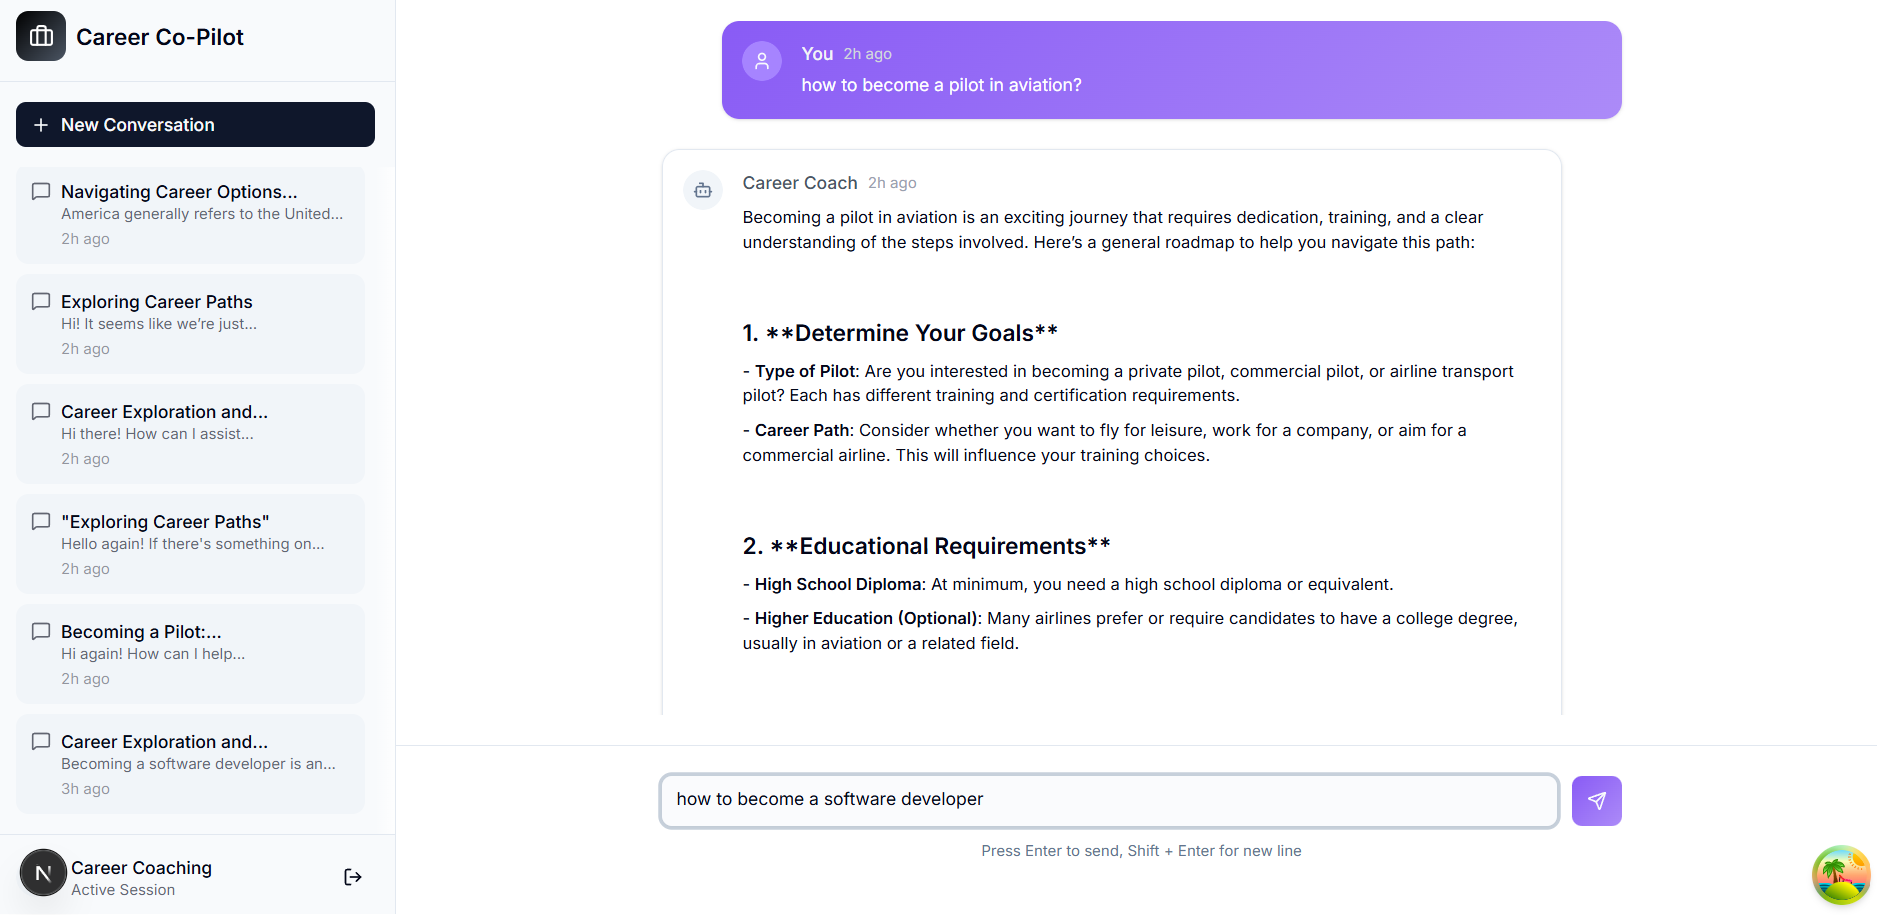 Career Co-Pilot
New Conversation
Navigating Career Options...
America generally refers to the United...
2h ago
Exploring Career Paths
Hi! It seems like we’re just...
2h ago
Career Exploration and...
Hi there! How can I assist...
2h ago
"Exploring Career Paths"
Hello again! If there's something on...
2h ago
Becoming a Pilot:...
Hi again! How can I help...
2h ago
Career Exploration and...
Becoming a software developer is an...
3h ago
N
Career Coaching
Active Session
You 2h ago
how to become a pilot in aviation?
Career Coach 2h ago
Becoming a pilot in aviation is an exciting journey that requires dedication, training, and a clear
understanding of the steps involved. Here’s a general roadmap to help you navigate this path:
1. **Determine Your Goals**
- Type of Pilot: Are you interested in becoming a private pilot, commercial pilot, or airline transport
pilot? Each has different training and certification requirements.
- Career Path: Consider whether you want to fly for leisure, work for a company, or aim for a
commercial airline. This will influence your training choices.
2. **Educational Requirements**
- High School Diploma: At minimum, you need a high school diploma or equivalent.
- Higher Education (Optional): Many airlines prefer or require candidates to have a college degree,
usually in aviation or a related field.
how to become a software developer
Press Enter to send, Shift + Enter for new line